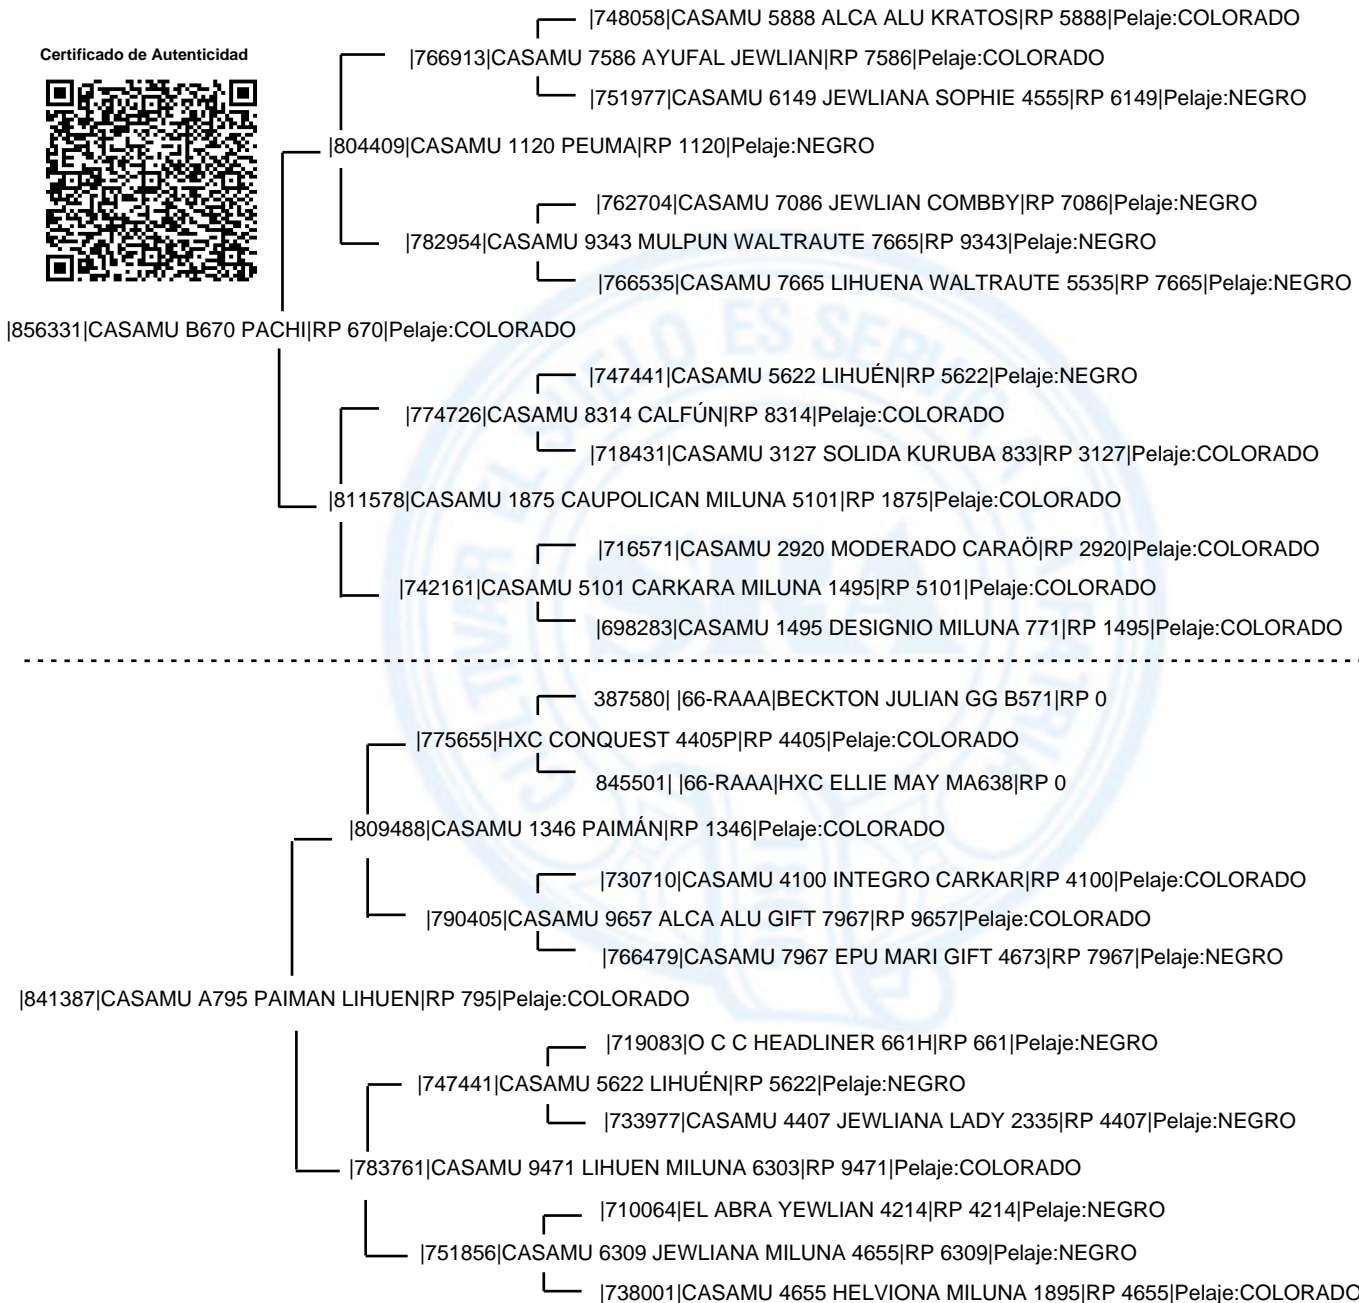 |748058|CASAMU 5888 ALCA ALU KRATOS|RP 5888|Pelaje:COLORADO
Certificado de Autenticidad
|766913|CASAMU 7586 AYUFAL JEWLIAN|RP 7586|Pelaje:COLORADO
|751977|CASAMU 6149 JEWLIANA SOPHIE 4555|RP 6149|Pelaje:NEGRO
|804409|CASAMU 1120 PEUMA|RP 1120|Pelaje:NEGRO
|762704|CASAMU 7086 JEWLIAN COMBBY|RP 7086|Pelaje:NEGRO
|782954|CASAMU 9343 MULPUN WALTRAUTE 7665|RP 9343|Pelaje:NEGRO
|766535|CASAMU 7665 LIHUENA WALTRAUTE 5535|RP 7665|Pelaje:NEGRO
|856331|CASAMU B670 PACHI|RP 670|Pelaje:COLORADO
|747441|CASAMU 5622 LIHUÉN|RP 5622|Pelaje:NEGRO
|774726|CASAMU 8314 CALFÚN|RP 8314|Pelaje:COLORADO
|718431|CASAMU 3127 SOLIDA KURUBA 833|RP 3127|Pelaje:COLORADO
|811578|CASAMU 1875 CAUPOLICAN MILUNA 5101|RP 1875|Pelaje:COLORADO
|716571|CASAMU 2920 MODERADO CARAÖ|RP 2920|Pelaje:COLORADO
|742161|CASAMU 5101 CARKARA MILUNA 1495|RP 5101|Pelaje:COLORADO
|698283|CASAMU 1495 DESIGNIO MILUNA 771|RP 1495|Pelaje:COLORADO
387580| |66-RAAA|BECKTON JULIAN GG B571|RP 0
|775655|HXC CONQUEST 4405P|RP 4405|Pelaje:COLORADO
845501| |66-RAAA|HXC ELLIE MAY MA638|RP 0
|809488|CASAMU 1346 PAIMÁN|RP 1346|Pelaje:COLORADO
|730710|CASAMU 4100 INTEGRO CARKAR|RP 4100|Pelaje:COLORADO
|790405|CASAMU 9657 ALCA ALU GIFT 7967|RP 9657|Pelaje:COLORADO
|766479|CASAMU 7967 EPU MARI GIFT 4673|RP 7967|Pelaje:NEGRO
|841387|CASAMU A795 PAIMAN LIHUEN|RP 795|Pelaje:COLORADO
|719083|O C C HEADLINER 661H|RP 661|Pelaje:NEGRO
|747441|CASAMU 5622 LIHUÉN|RP 5622|Pelaje:NEGRO
|733977|CASAMU 4407 JEWLIANA LADY 2335|RP 4407|Pelaje:NEGRO
|783761|CASAMU 9471 LIHUEN MILUNA 6303|RP 9471|Pelaje:COLORADO
|710064|EL ABRA YEWLIAN 4214|RP 4214|Pelaje:NEGRO
|751856|CASAMU 6309 JEWLIANA MILUNA 4655|RP 6309|Pelaje:NEGRO
|738001|CASAMU 4655 HELVIONA MILUNA 1895|RP 4655|Pelaje:COLORADO
CULTIVAR EL SUELO ES SERVIR A LA PATRIA
SRA
1866